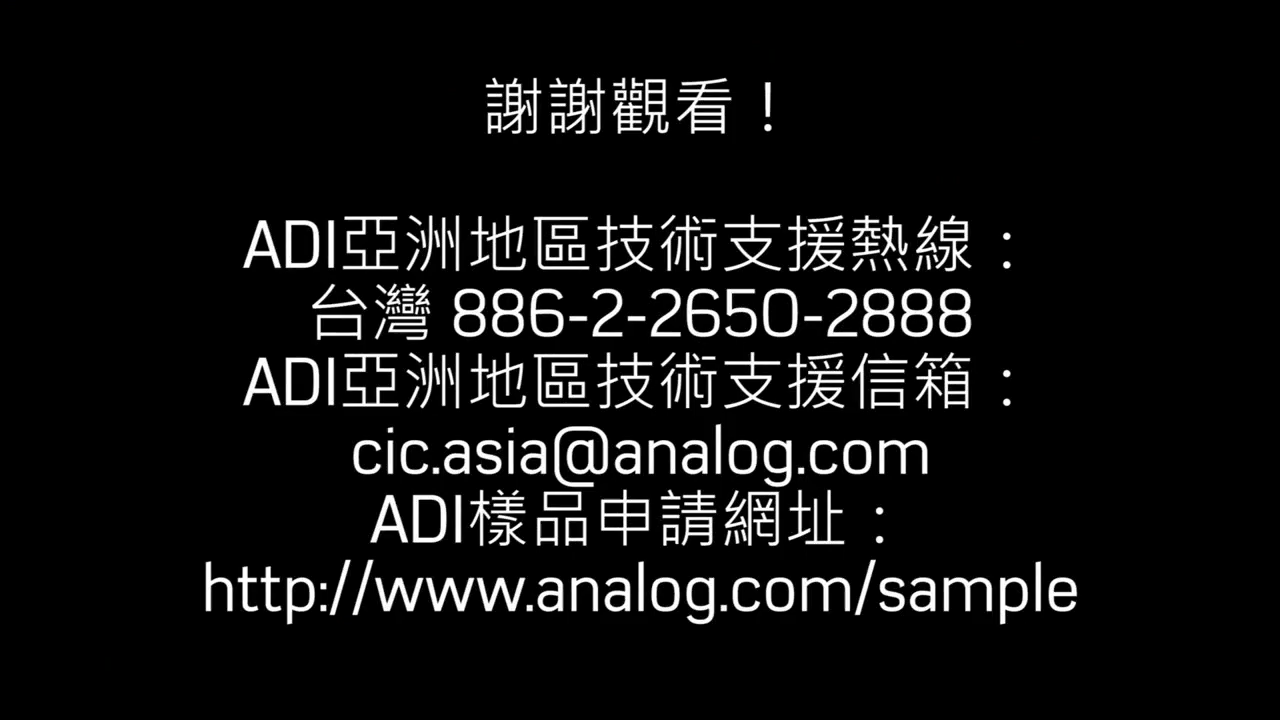 謝謝觀看！
ADI亞洲地區技術支援熱線：
台灣 886-2-2650-2888
ADI亞洲地區技術支援信箱：
cic.asia@analog.com
ADI樣品申請網址：
http://www.analog.com/sample